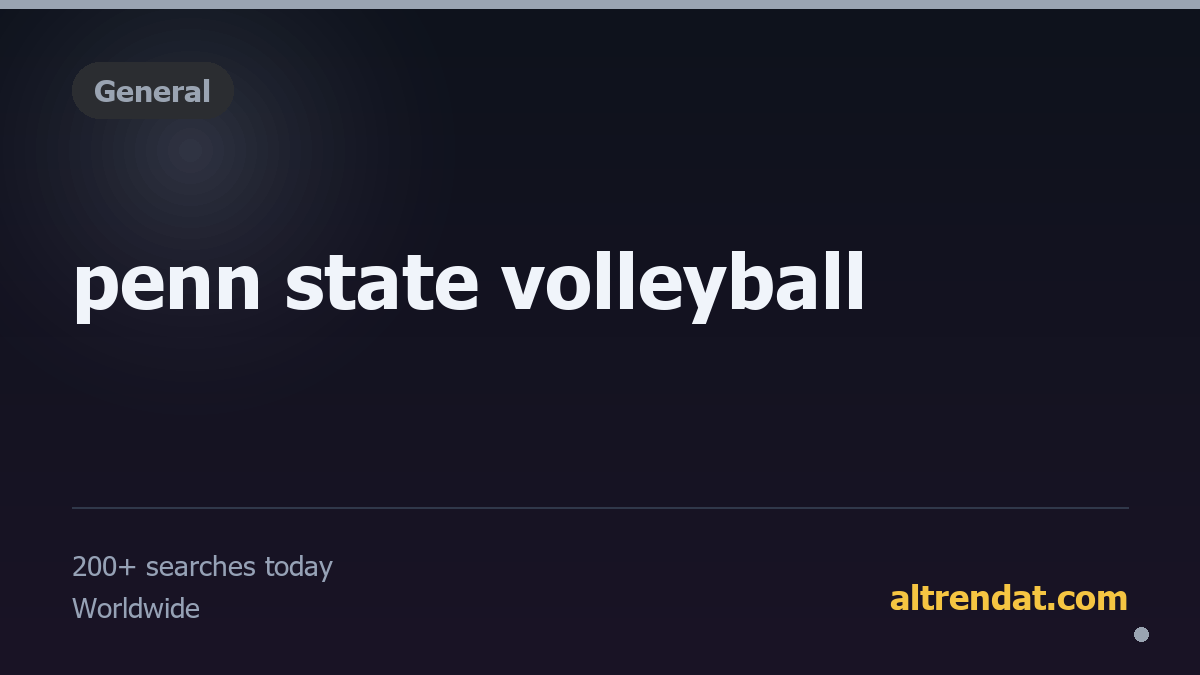 General
penn state volleyball
200+ searches today
Worldwide
altrendat.com